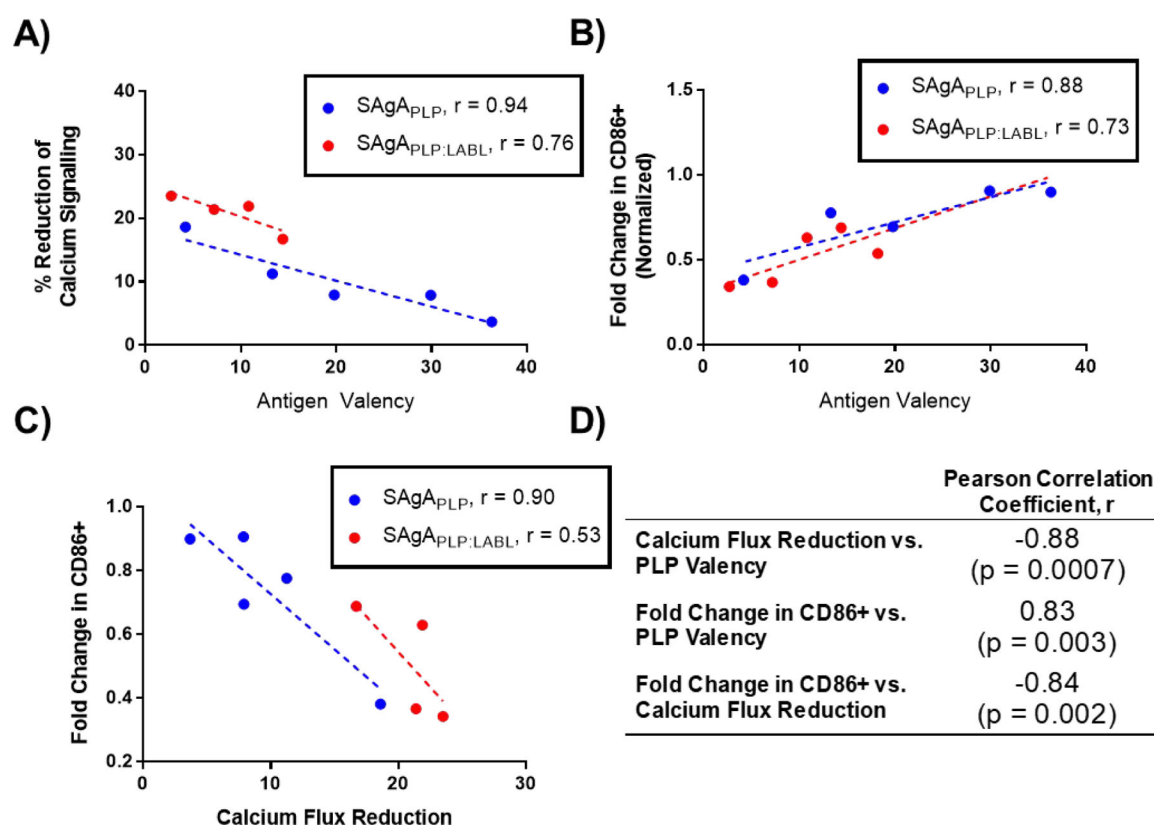 A)
% Reduction of
Calcium Signalling
40
30
20
10
0
0 10 20 30 40
Antigen Valency
SAgAPLP, r = 0.94
SAgAPLP:LABL, r = 0.76
B)
Fold Change in CD86+
(Normalized)
1.5
1.0
0.5
0.0
0 10 20 30 40
Antigen Valency
SAgAPLP, r = 0.88
SAgAPLP:LABL, r = 0.73
C)
Fold Change in CD86+
1.0
0.8
0.6
0.4
0.2
0 10 20 30
Calcium Flux Reduction
SAgAPLP, r = 0.90
SAgAPLP:LABL, r = 0.53
D)
Pearson Correlation
Coefficient, r
Calcium Flux Reduction vs.
PLP Valency
-0.88
(p = 0.0007)
Fold Change in CD86+ vs.
PLP Valency
0.83
(p = 0.003)
Fold Change in CD86+ vs.
Calcium Flux Reduction
-0.84
(p = 0.002)